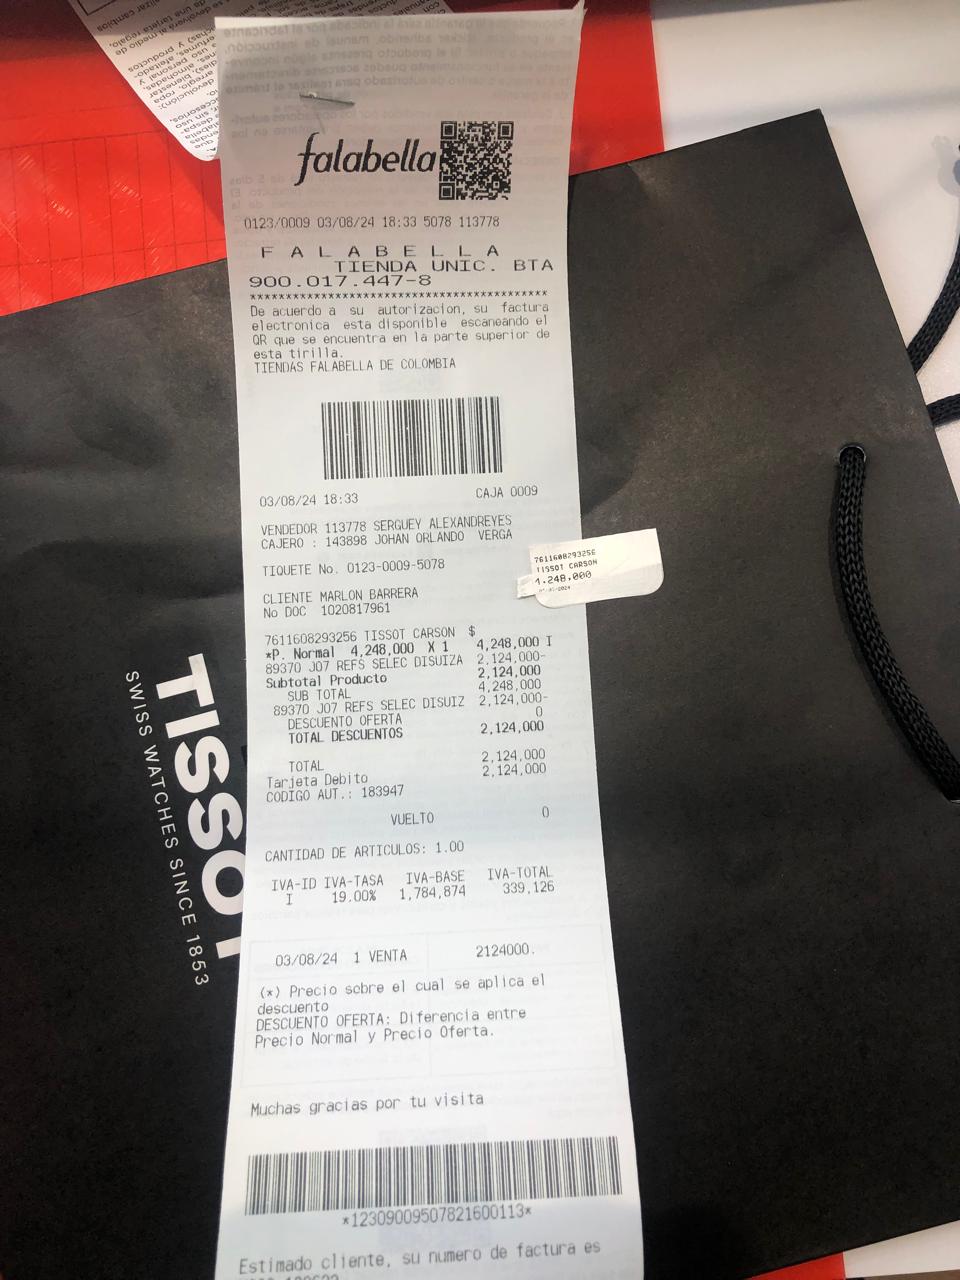 falabella
0123/0009 03/08/24 18:33 5078 113778
F A L A B E L L A
TIENDA UNIC. BTA
900.017.447-8
******************************************
De acuerdo a su autorizacion, su factura
electronica esta disponible escaneando el
QR que se encuentra en la parte superior de
esta tirilla.
TIENDAS FALABELLA DE COLOMBIA
03/08/24 18:33 CAJA 0009
VENDEDOR 113778 SERGUEY ALEXANDREYES
CAJERO : 143898 JOHAN ORLANDO VERGA
TIQUETE No. 0123-0009-5078
CLIENTE MARLON BARRERA
No DOC 1020817961
7611608293256 TISSOT CARSON $
*P. Normal 4,248,000 X 1 4,248,000 I
89370 J07 REFS SELEC DISUIZA 2,124,000-
Subtotal Producto 2,124,000
SUB TOTAL 4,248,000
89370 J07 REFS SELEC DISUIZ 2,124,000-
DESCUENTO OFERTA 0
TOTAL DESCUENTOS 2,124,000
TOTAL 2,124,000
Tarjeta Debito 2,124,000
CODIGO AUT.: 183947
VUELTO 0
CANTIDAD DE ARTICULOS: 1.00
IVA-ID IVA-TASA IVA-BASE IVA-TOTAL
I 19.00% 1,784,874 339,126
03/08/24 1 VENTA 2124000.
(*) Precio sobre el cual se aplica el
descuento
DESCUENTO OFERTA: Diferencia entre
Precio Normal y Precio Oferta.
Muchas gracias por tu visita
*12309009507821600113*
Estimado cliente, su numero de factura es
7611608293256
TISSOT CARSON
4.248,000
TISSOT
SWISS WATCHES SINCE 1853